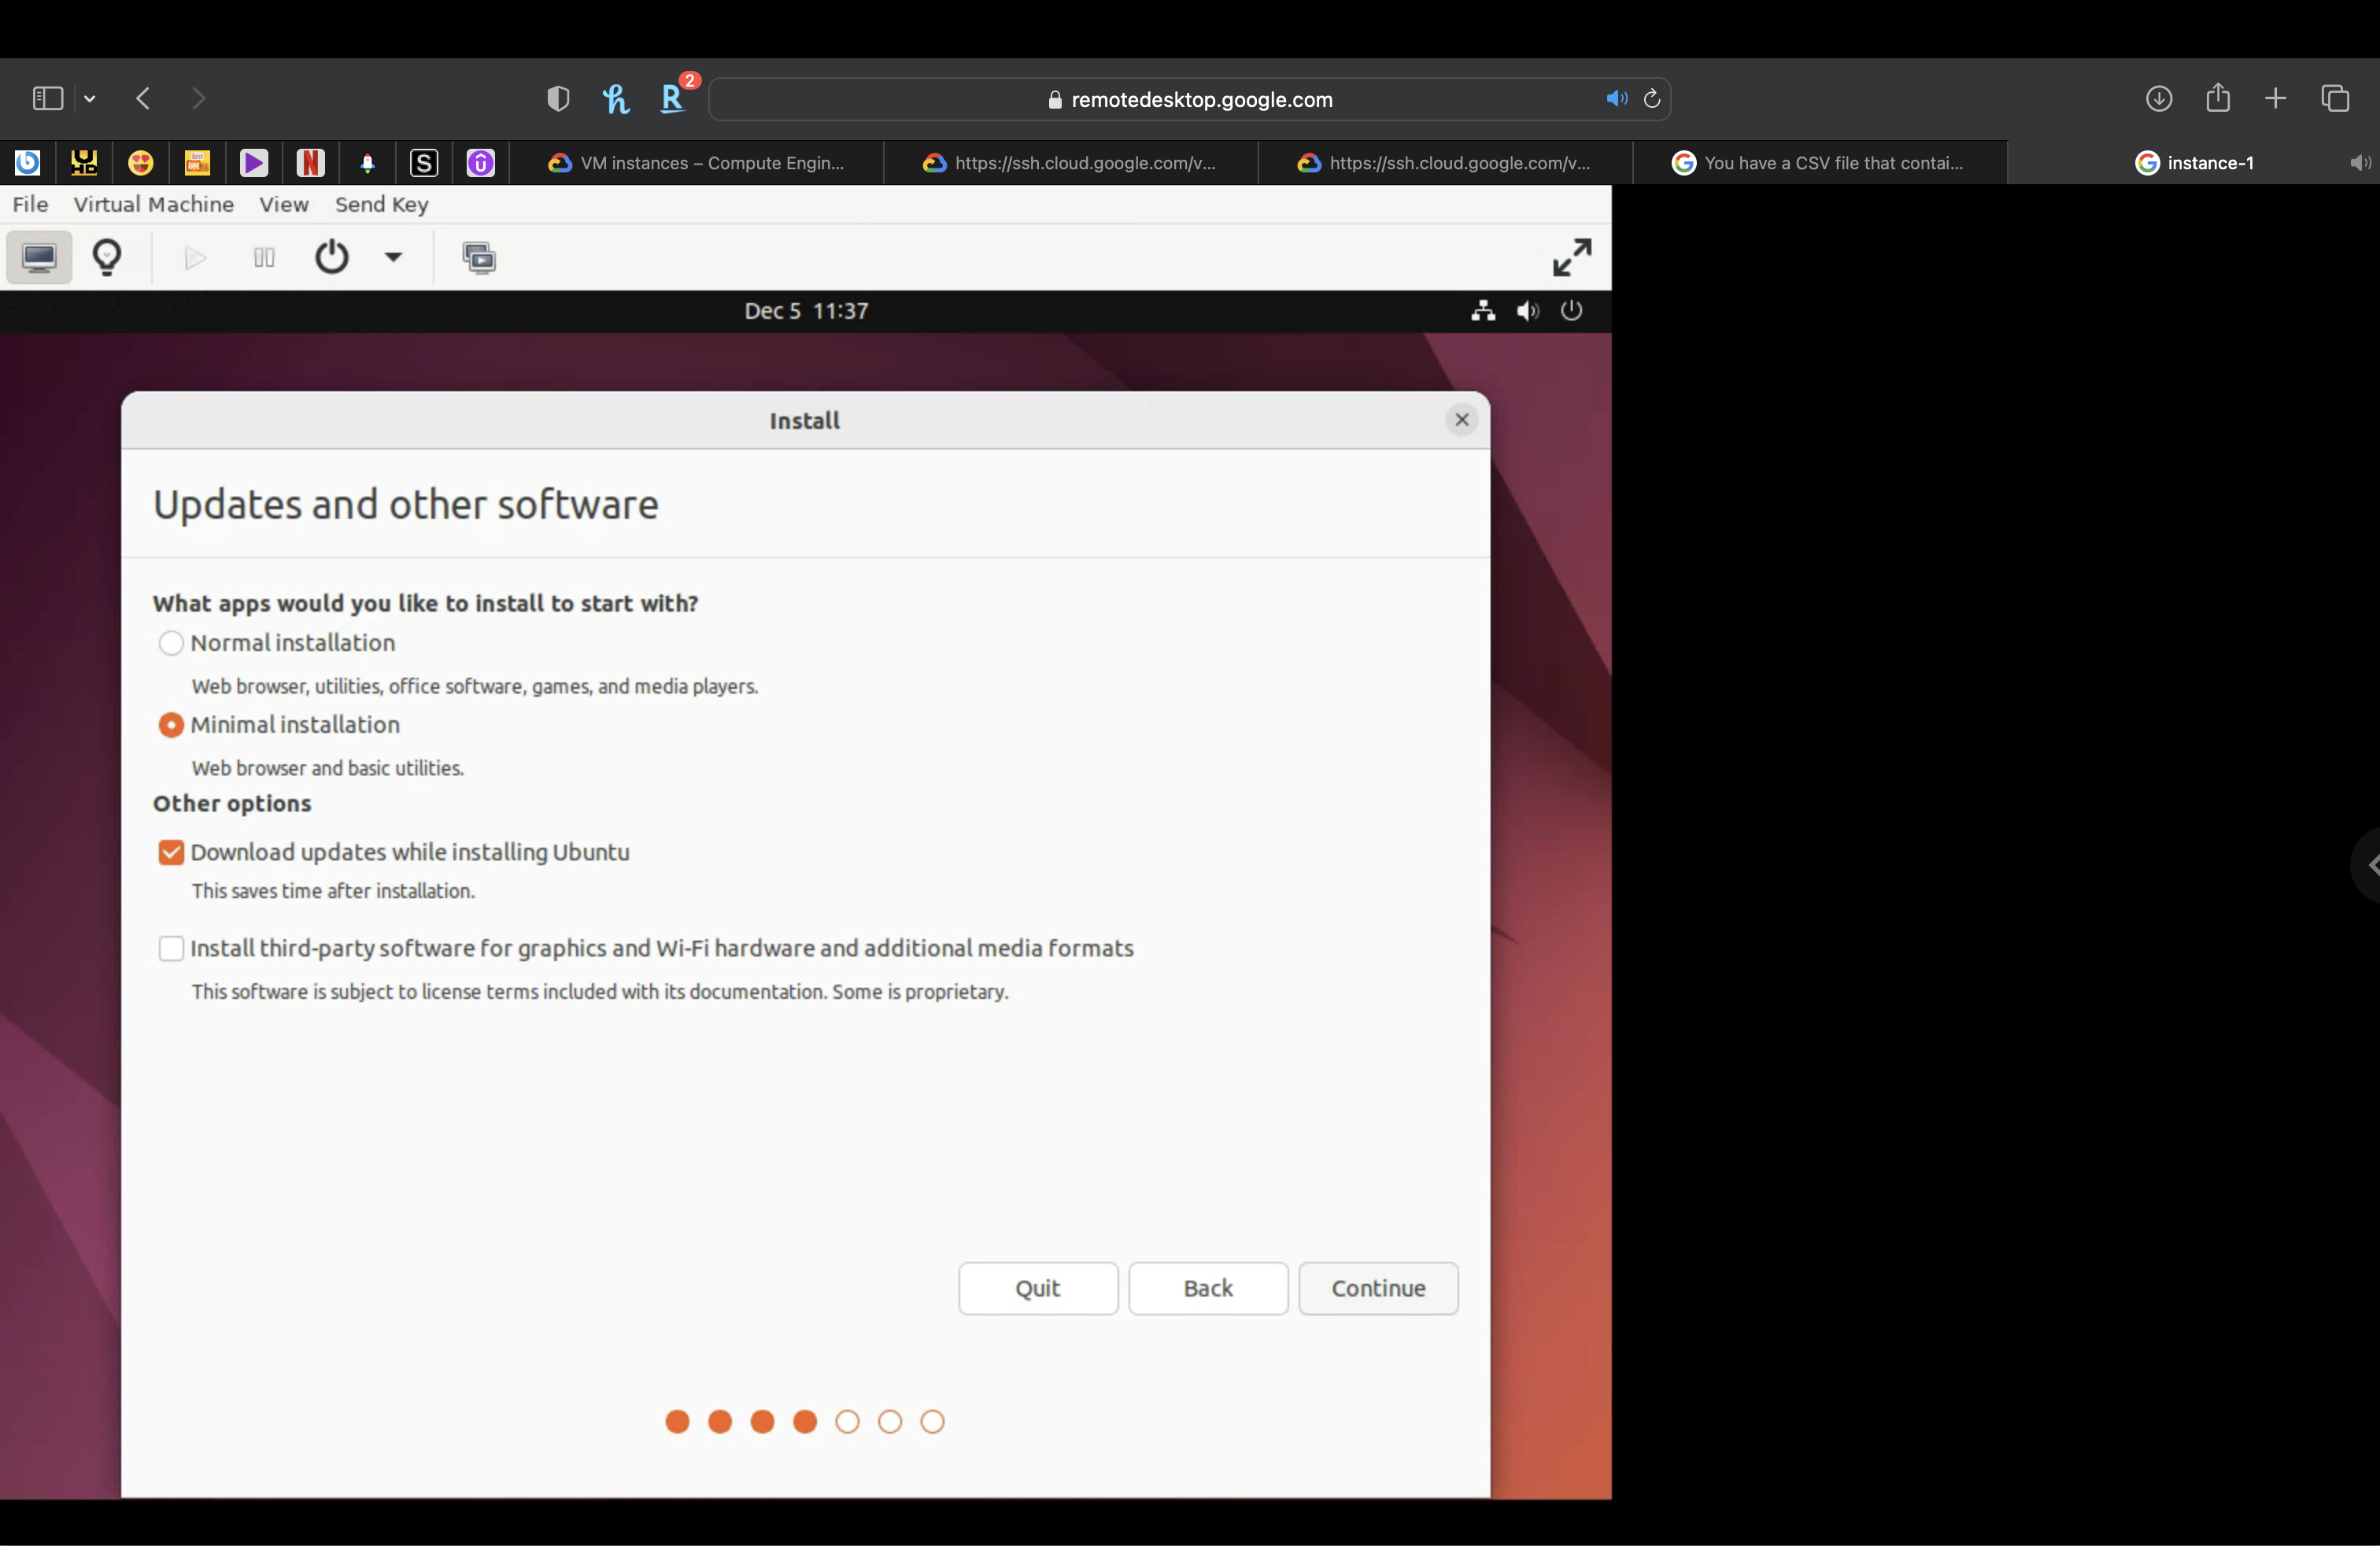 2
remotedesktop.google.com
VM instances – Compute Engin...
https://ssh.cloud.google.com/v...
https://ssh.cloud.google.com/v...
You have a CSV file that contai...
instance-1
File Virtual Machine View Send Key
Dec 5 11:37
Install
Updates and other software
What apps would you like to install to start with?
Normal installation
Web browser, utilities, office software, games, and media players.
Minimal installation
Web browser and basic utilities.
Other options
Download updates while installing Ubuntu
This saves time after installation.
Install third-party software for graphics and Wi-Fi hardware and additional media formats
This software is subject to license terms included with its documentation. Some is proprietary.
Quit Back Continue